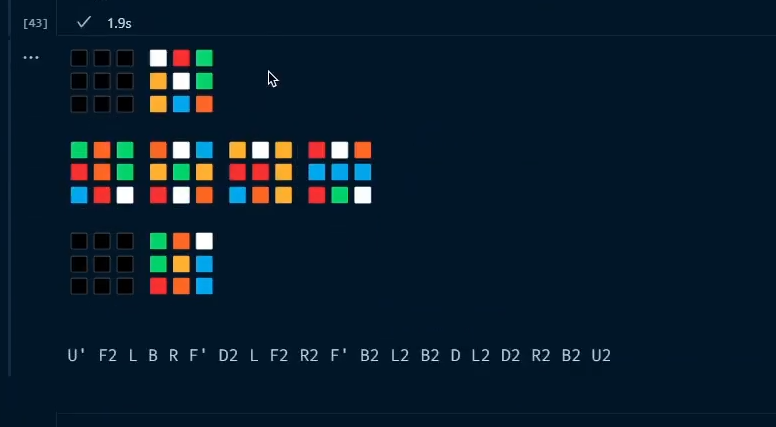 [43] ✓ 1.9s
...
U' F2 L B R F' D2 L F2 R2 F' B2 L2 B2 D L2 D2 R2 B2 U2